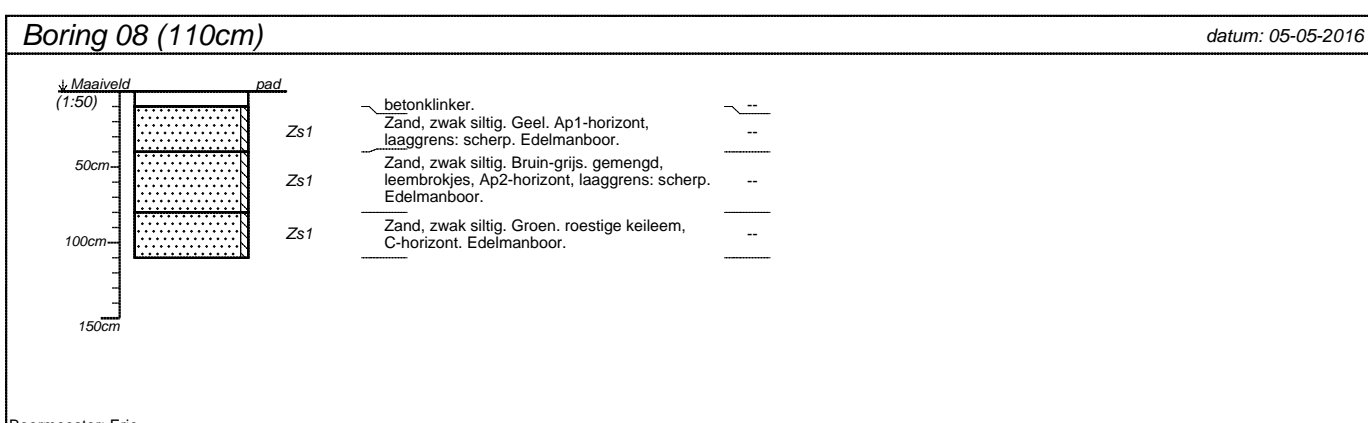 Boring 08 (110cm)
datum: 05-05-2016
Maaiveld
pad
(1:50)
betonklinker.
--
Zs1
Zand, zwak siltig. Geel. Ap1-horizont,
laaggrens: scherp. Edelmanboor.
--
50cm
Zs1
Zand, zwak siltig. Bruin-grijs. gemengd,
leembrokjes, Ap2-horizont, laaggrens: scherp.
Edelmanboor.
--
100cm
Zs1
Zand, zwak siltig. Groen. roestige keileem,
C-horizont. Edelmanboor.
--
150cm